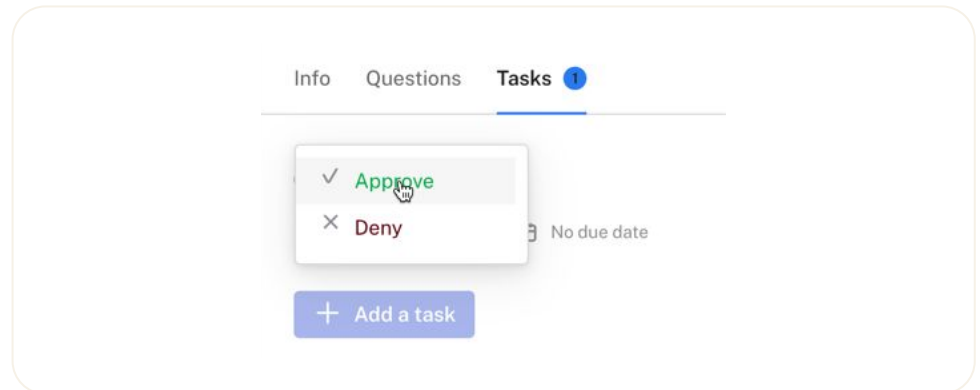 Info Questions Tasks 1
Approve
Deny
No due date
Add a task